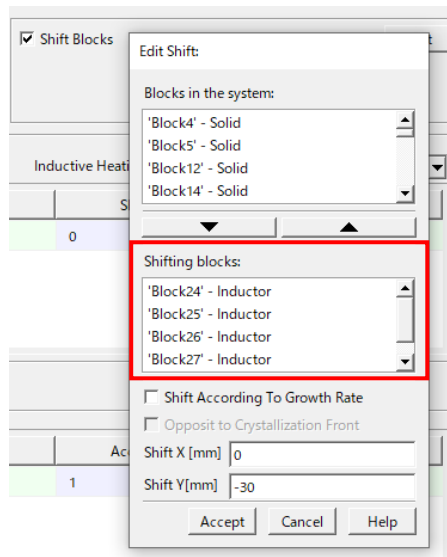 Shift Blocks
t
Edit Shift:
Blocks in the system:
'Block4' - Solid
'Block5' - Solid
'Block12' - Solid
'Block14' - Solid
Inductive Heati
S
0
Shifting blocks:
'Block24' - Inductor
'Block25' - Inductor
'Block26' - Inductor
'Block27' - Inductor
Shift According To Growth Rate
Opposit to Crystallization Front
Ac
Shift X [mm] 0
1
Shift Y[mm] -30
Accept Cancel Help